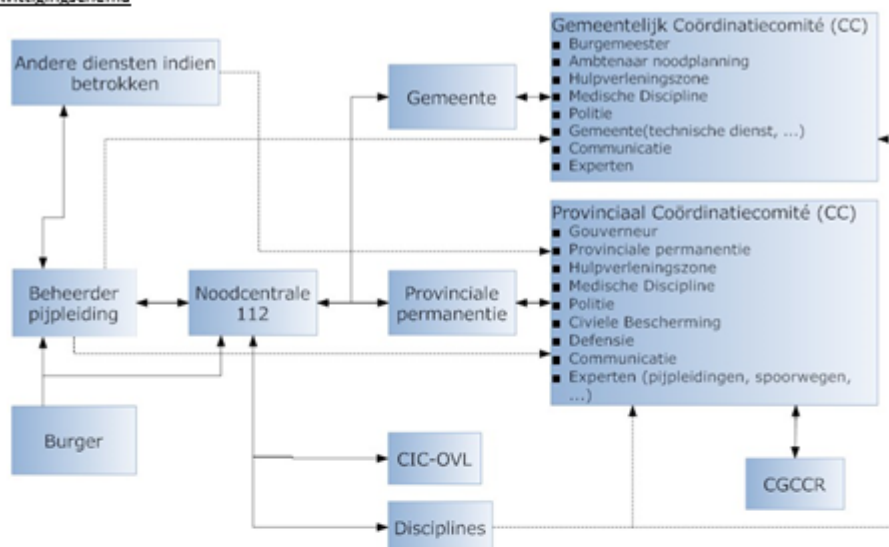 Andere diensten indien
betrokken
Gemeente
Gemeentelijk Coördinatiecomité (CC)
■ Burgemeester
■ Ambtenaar noodplanning
■ Hulpverleningszone
■ Medische Discipline
■ Politie
■ Gemeente(technische dienst, ...)
■ Communicatie
■ Experten
Beheerder
pijpleiding
Noodcentrale
112
Provinciale
permanentie
Provinciaal Coördinatiecomité (CC)
■ Gouverneur
■ Provinciale permanentie
■ Hulpverleningszone
■ Medische Discipline
■ Politie
■ Civiele Bescherming
■ Defensie
■ Communicatie
■ Experten (pijpleidingen, spoorwegen,
...)
Burger
CIC-OVL
CGCCR
Disciplines